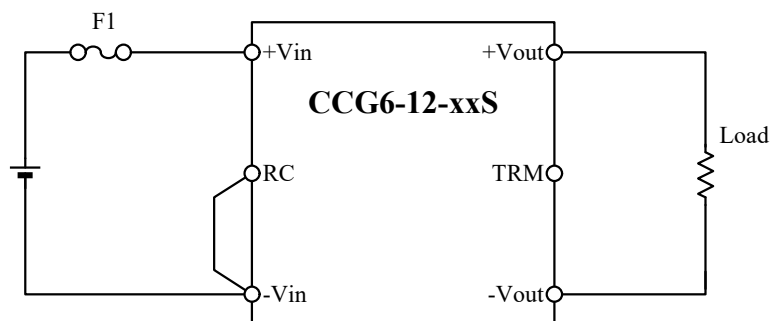 F1
+Vin
+Vout
CCG6-12-xxS
Load
RC
TRM
-Vin
-Vout